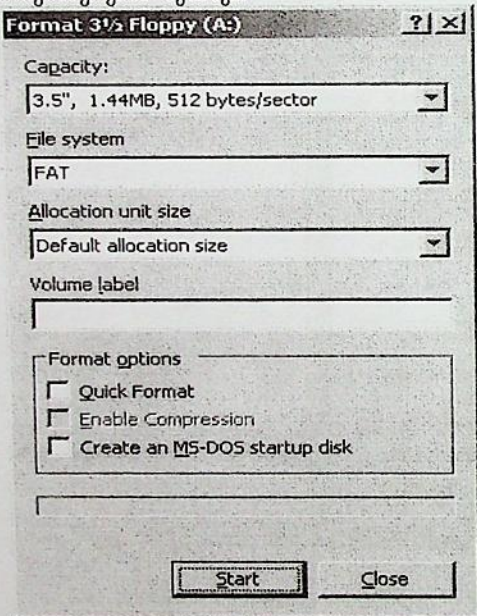 Format 3½ Floppy (A:)
Capacity:
3.5", 1.44MB, 512 bytes/sector
File system
FAT
Allocation unit size
Default allocation size
Volume label
Format options
Quick Format
Enable Compression
Create an MS-DOS startup disk
Start Close